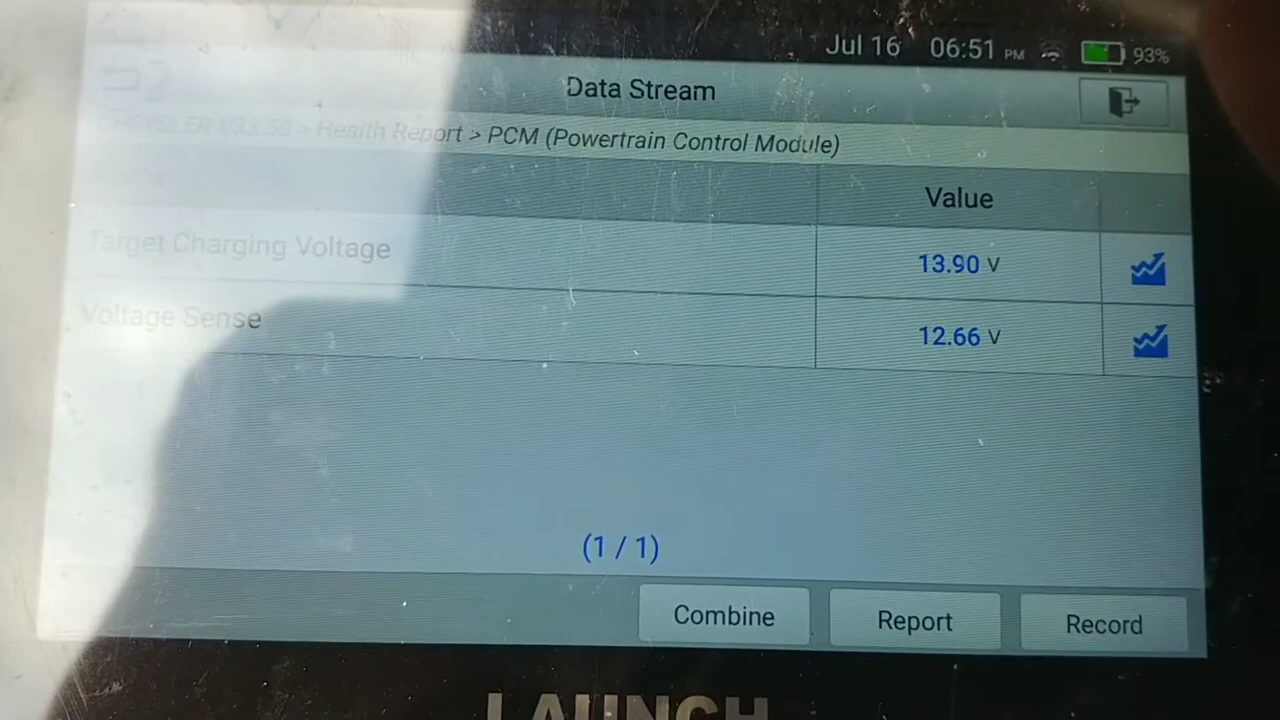 Jul 16 06:51 PM 93%
Data Stream
Health Report > PCM (Powertrain Control Module)
Value
Target Charging Voltage 13.90 V
Voltage Sense 12.66 V
(1 / 1)
Combine Report Record
LAUNCH